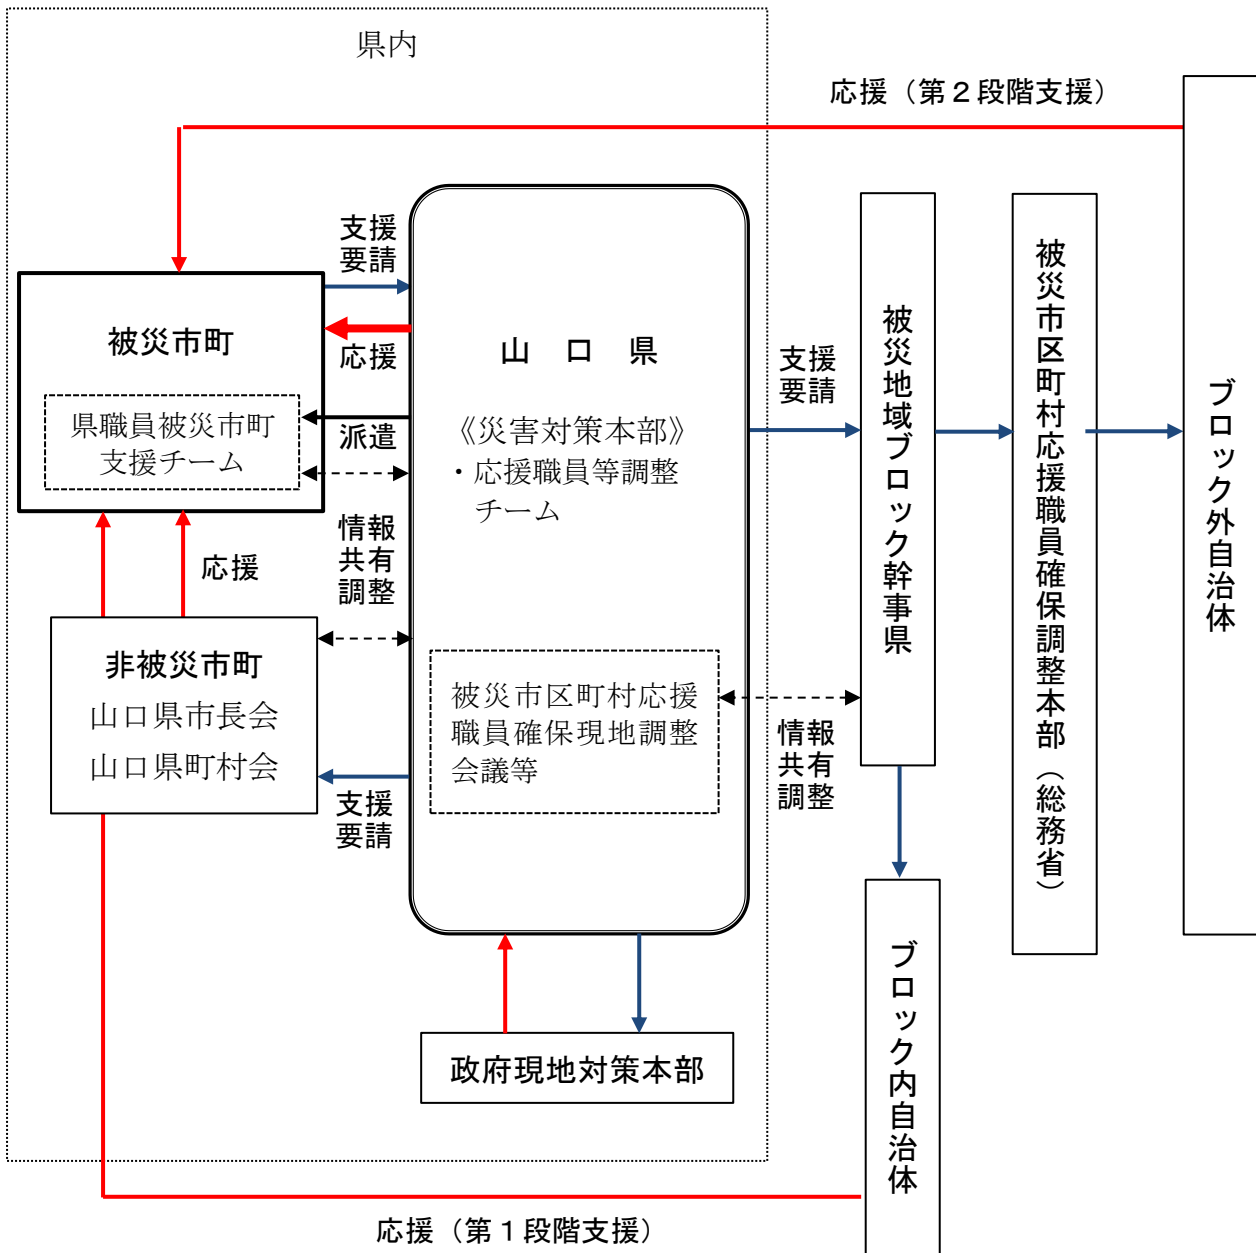 県内
応援（第２段階支援）
支援
要請
被災市町
応援
県職員被災市町
支援チーム
派遣
情報
共有
調整
山　口　県
《災害対策本部》
・応援職員等調整
チーム
支援
要請
被災地域ブロック幹事県
被災市区町村応援職員確保調整本部（総務省）
ブロック外自治体
応援
非被災市町
山口県市長会
山口県町村会
被災市区町村応援
職員確保現地調整
会議等
情報
共有
調整
支援
要請
政府現地対策本部
ブロック内自治体
応援（第１段階支援）